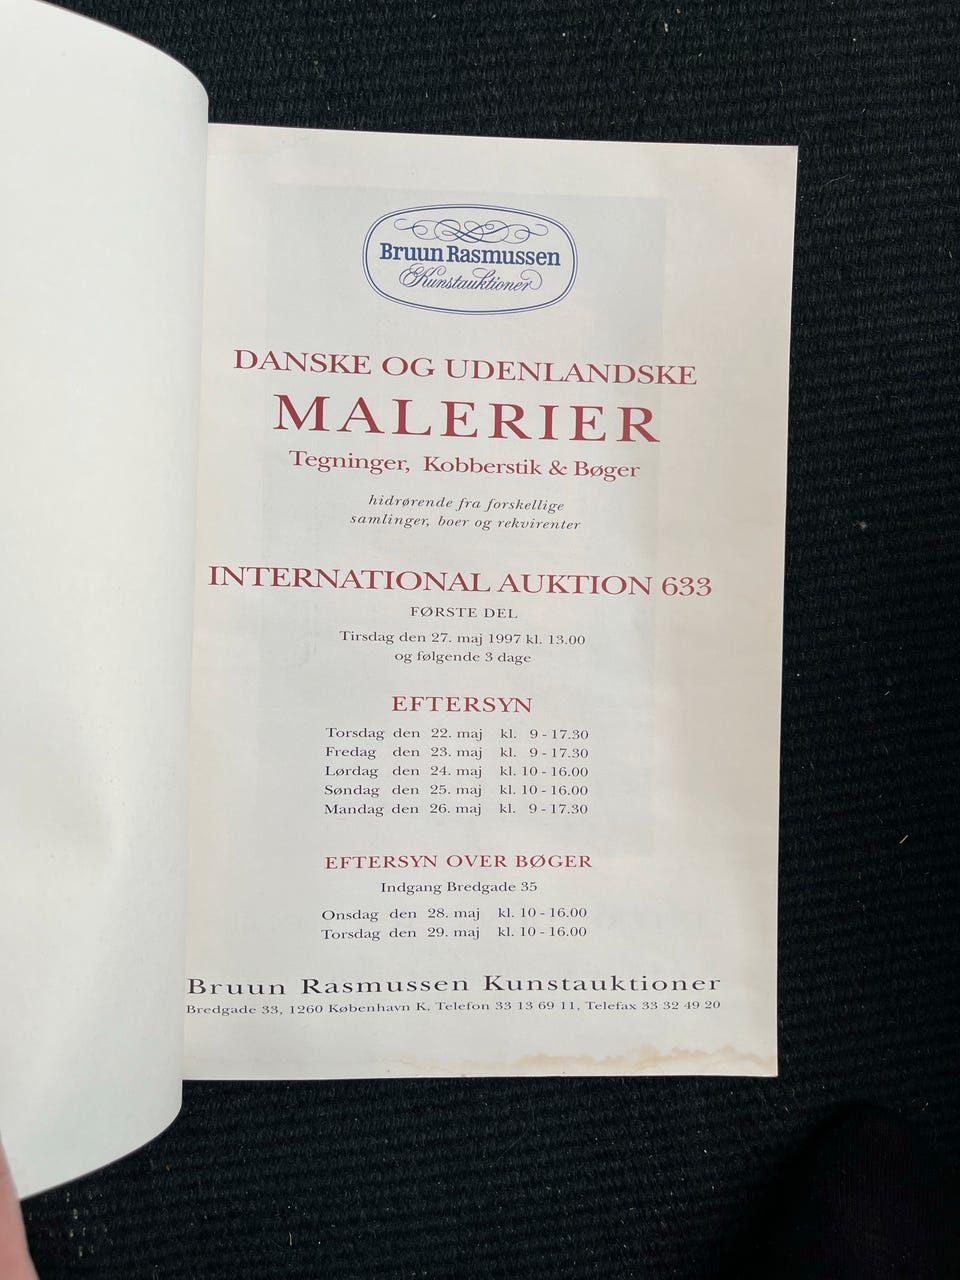 Bruun Rasmussen
Kunstauktioner
DANSKE OG UDENLANDSKE
MALERIER
Tegninger, Kobberstik & Bøger
hidrørende fra forskellige
samlinger, boer og rekvirenter
INTERNATIONAL AUKTION 633
FØRSTE DEL
Tirsdag den 27. maj 1997 kl. 13.00
og følgende 3 dage
EFTERSYN
Torsdag den 22. maj kl. 9 - 17.30
Fredag den 23. maj kl. 9 - 17.30
Lørdag den 24. maj kl. 10 - 16.00
Søndag den 25. maj kl. 10 - 16.00
Mandag den 26. maj kl. 9 - 17.30
EFTERSYN OVER BØGER
Indgang Bredgade 35
Onsdag den 28. maj kl. 10 - 16.00
Torsdag den 29. maj kl. 10 - 16.00
Bruun Rasmussen Kunstauktioner
Bredgade 33, 1260 København K, Telefon 33 13 69 11, Telefax 33 32 49 20